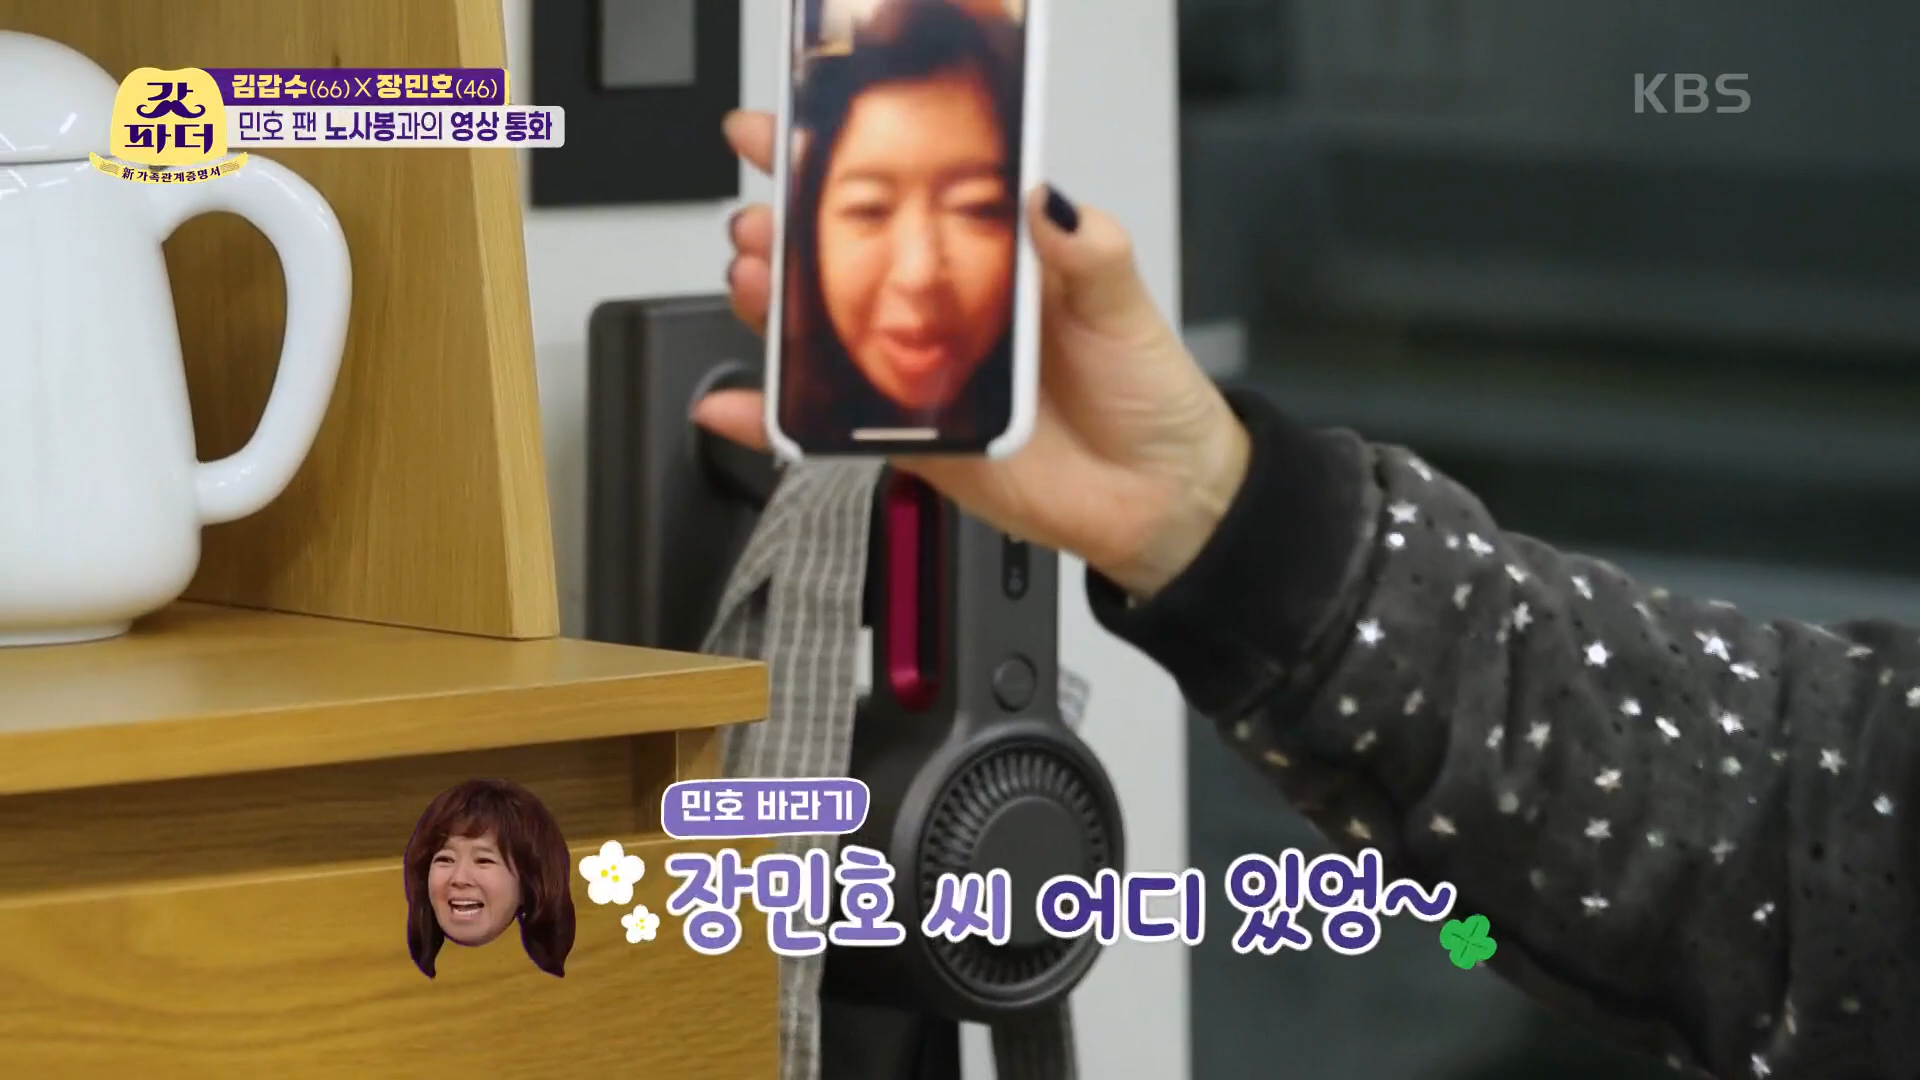 갓파더
新 가족관계증명서
김갑수(66) X 장민호(46)
민호 팬 노사봉과의 영상 통화
KBS
민호 바라기
장민호 씨 어디 있엉~